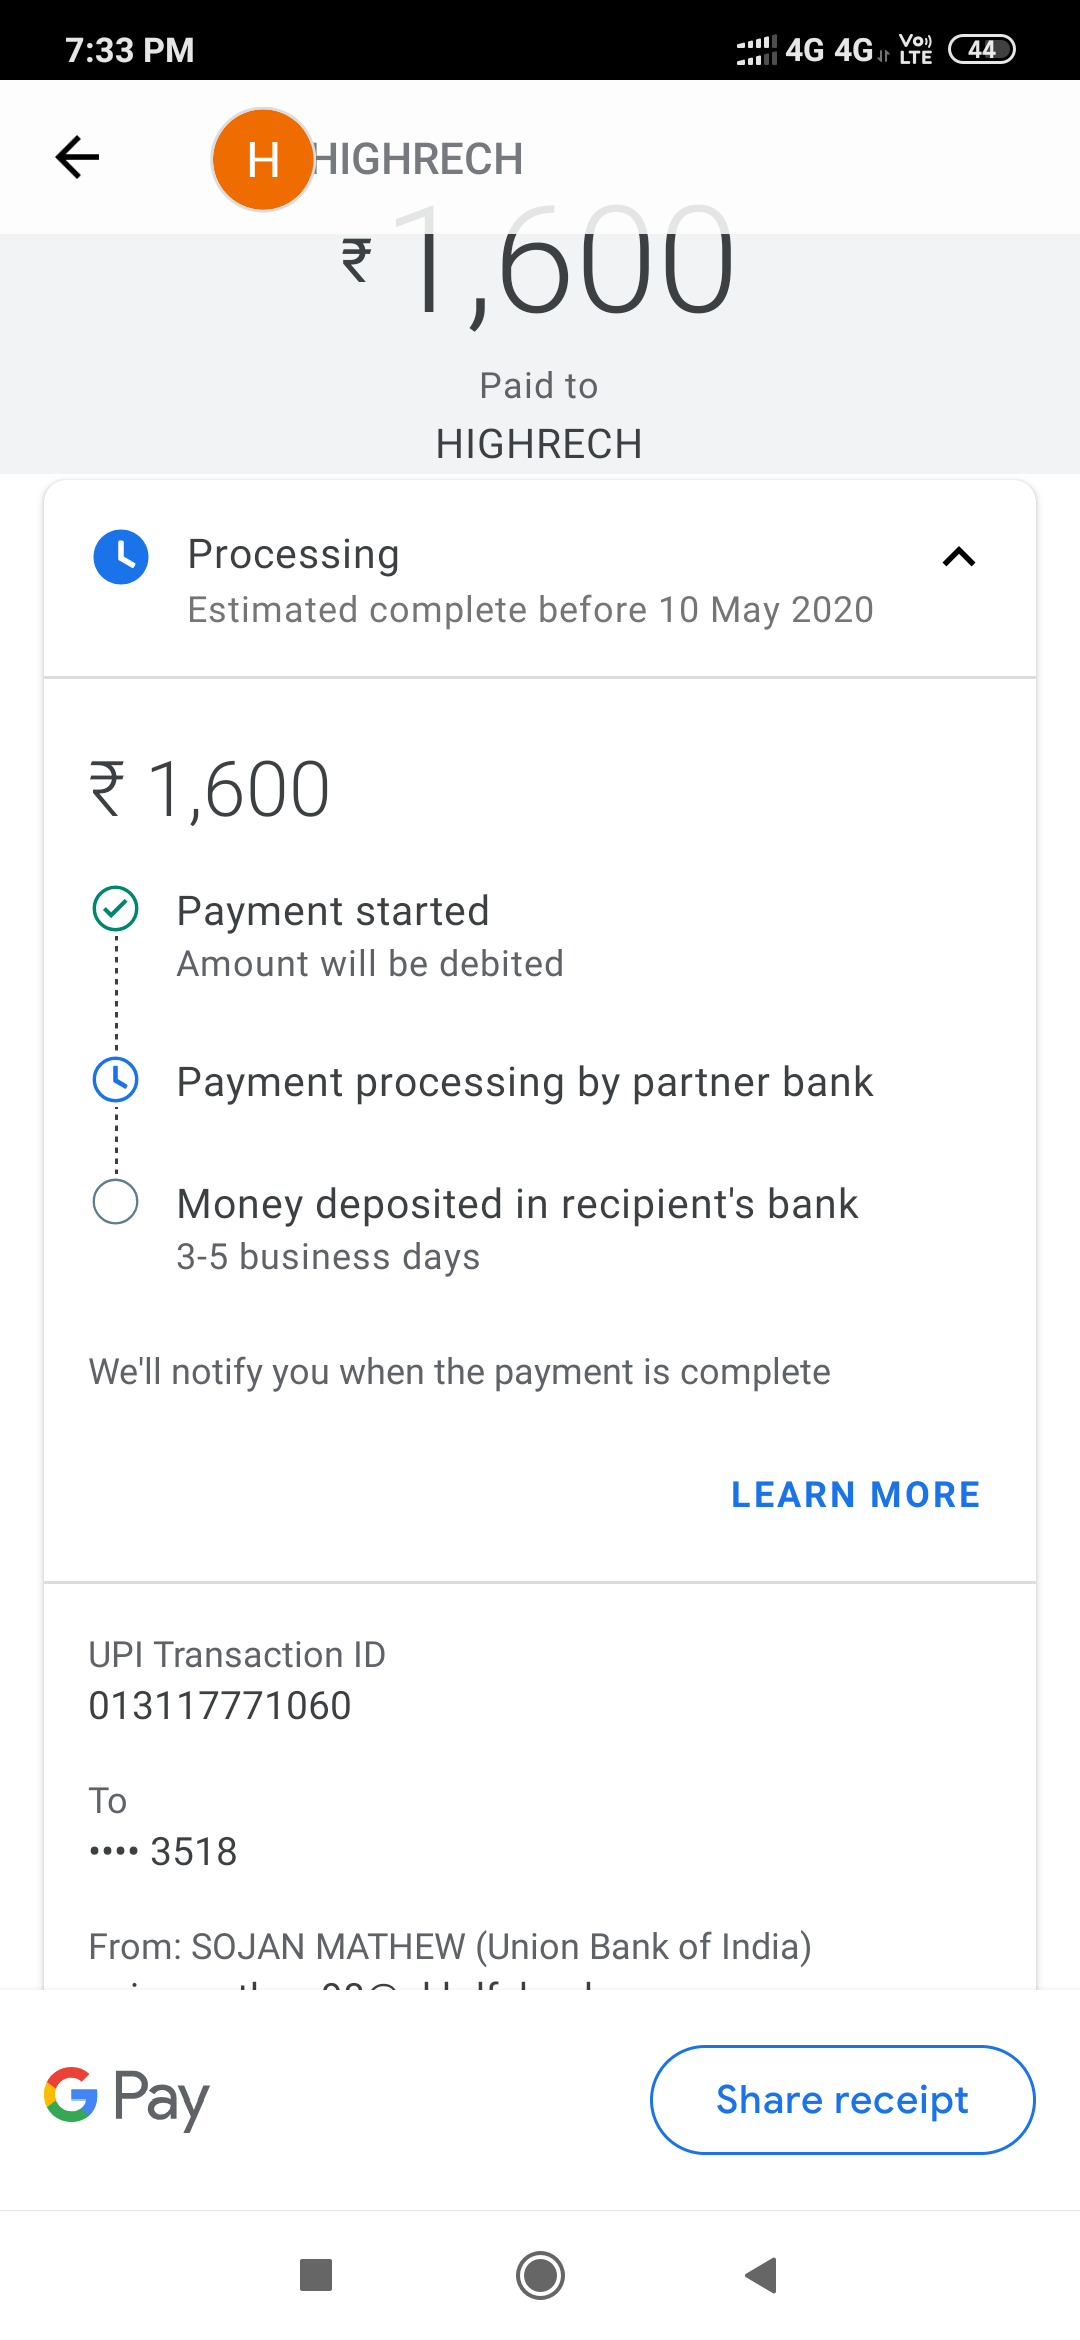 7:33 PM 4G 4G Vo) LTE 44
H HIGHRECH
₹ 1,600
Paid to
HIGHRECH
Processing
Estimated complete before 10 May 2020
₹ 1,600
Payment started
Amount will be debited
Payment processing by partner bank
Money deposited in recipient's bank
3-5 business days
We'll notify you when the payment is complete
LEARN MORE
UPI Transaction ID
013117771060
To
•••• 3518
From: SOJAN MATHEW (Union Bank of India)
G Pay
Share receipt